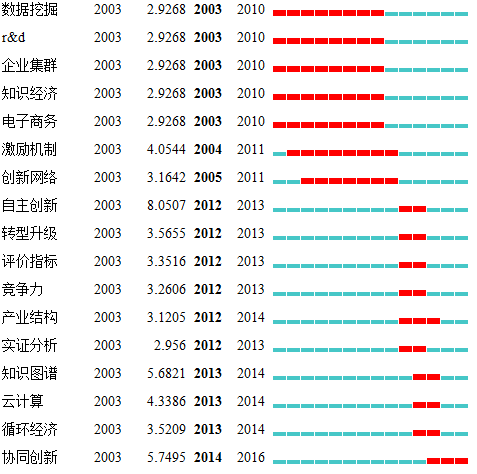 数据挖掘 2003 2.9268 2003 2010
r&d 2003 2.9268 2003 2010
企业集群 2003 2.9268 2003 2010
知识经济 2003 2.9268 2003 2010
电子商务 2003 2.9268 2003 2010
激励机制 2003 4.0544 2004 2011
创新网络 2003 3.1642 2005 2011
自主创新 2003 8.0507 2012 2013
转型升级 2003 3.5655 2012 2013
评价指标 2003 3.3516 2012 2013
竞争力 2003 3.2606 2012 2013
产业结构 2003 3.1205 2012 2014
实证分析 2003 2.956 2012 2013
知识图谱 2003 5.6821 2013 2014
云计算 2003 4.3386 2013 2014
循环经济 2003 3.5209 2013 2014
协同创新 2003 5.7495 2014 2016